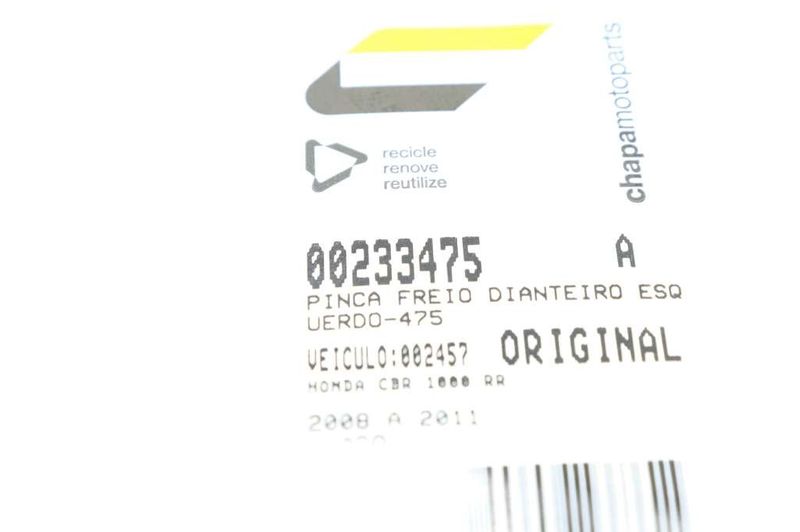 chapamotoparts
recicle
renove
reutilize
00233475 A
PINCA FREIO DIANTEIRO ESQ
UERDO-475
VEICULO:002457 ORIGINAL
HONDA CBR 1000 RR
2008 A 2011